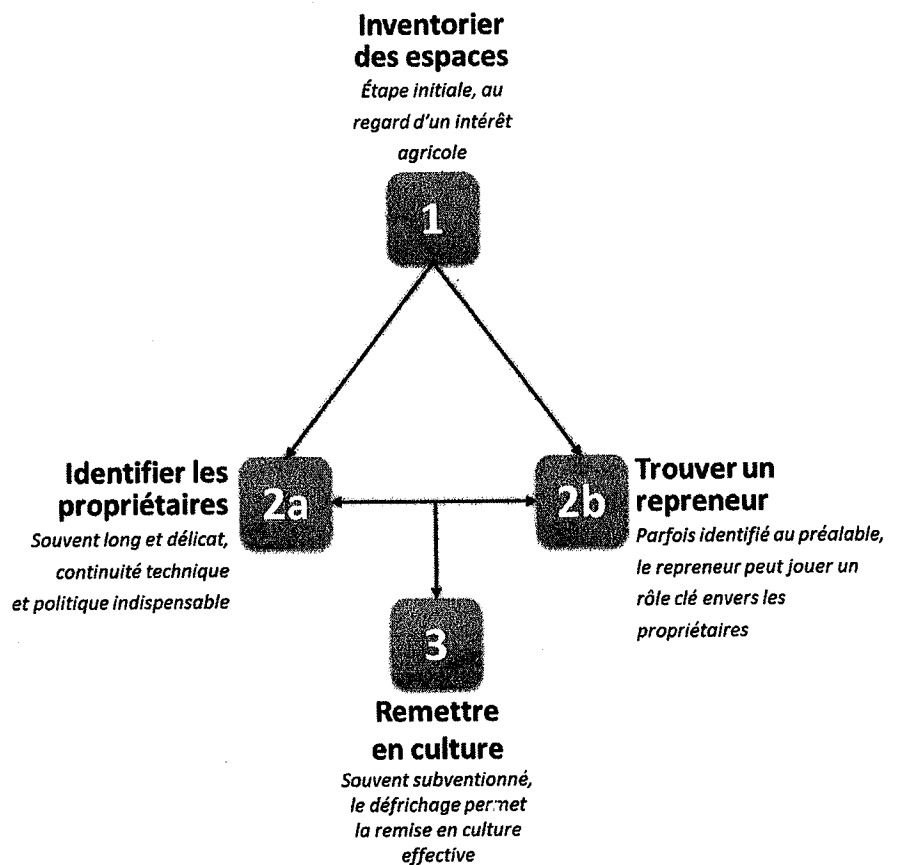 Inventorier
des espaces
Étape initiale, au
regard d'un intérêt
agricole
1
Identifier les
propriétaires
Souvent long et délicat,
continuité technique
et politique indispensable
2a
2b
Trouver un
repreneur
Parfois identifié au préalable,
le repreneur peut jouer un
rôle clé envers les
propriétaires
3
Remettre
en culture
Souvent subventionné,
le défrichage permet
la remise en culture
effective